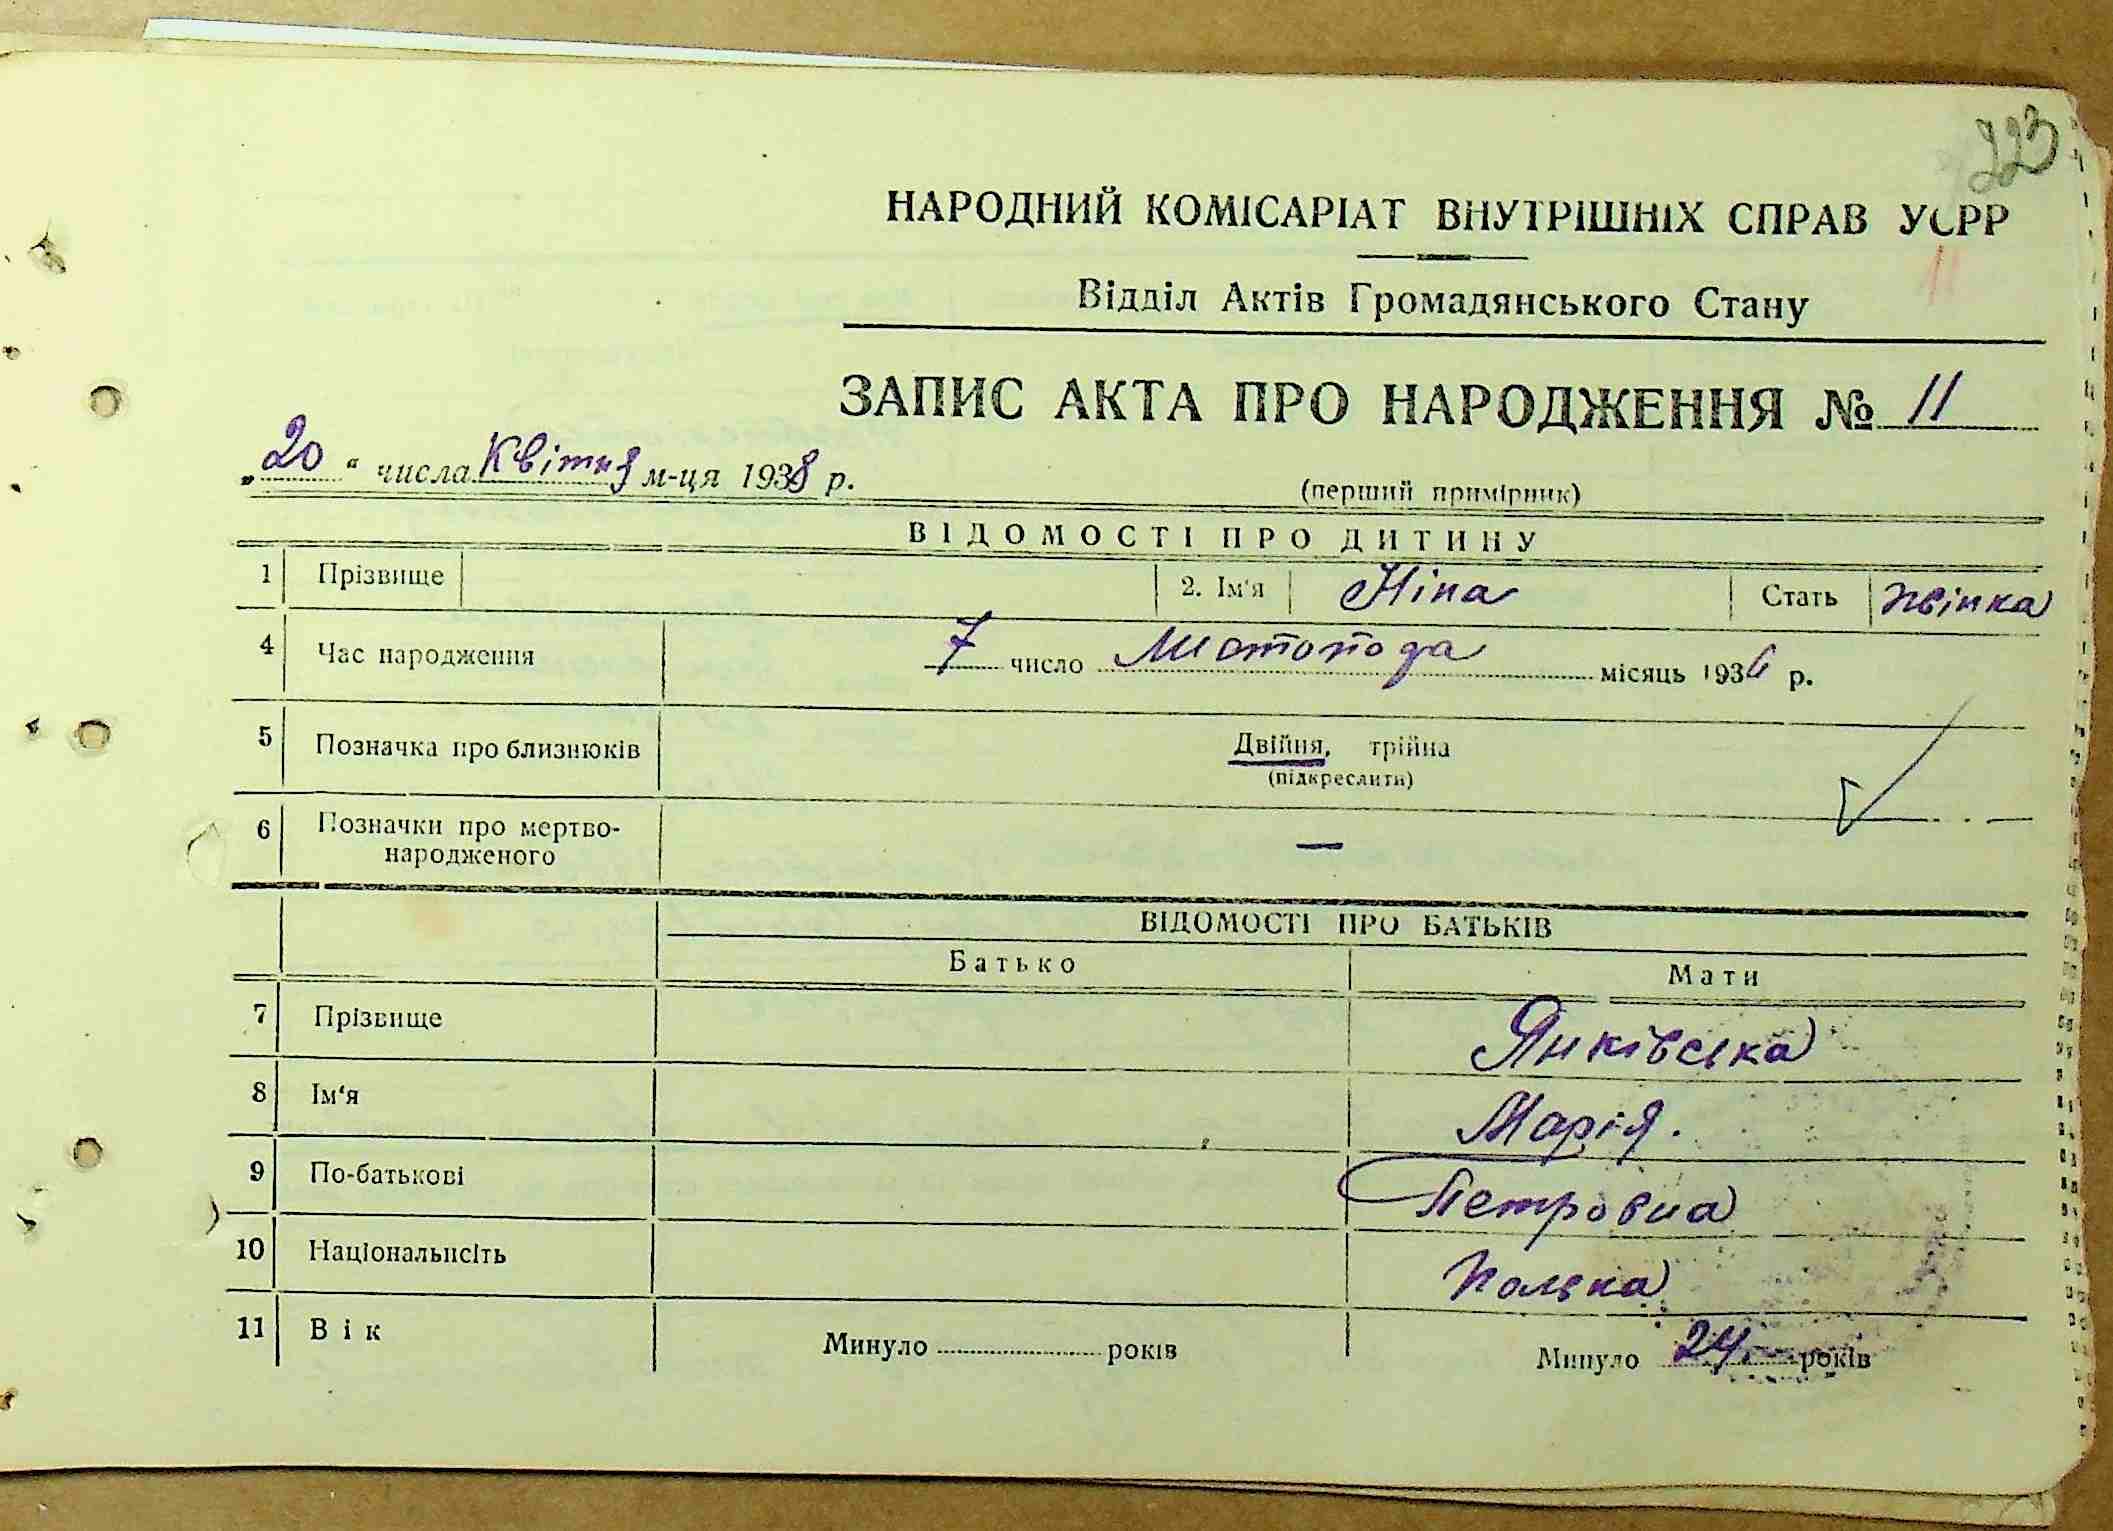 223
НАРОДНИЙ КОМІСАРІАТ ВНУТРІШНІХ СПРАВ УСРР
11
Відділ Актів Громадянського Стану
ЗАПИС АКТА ПРО НАРОДЖЕННЯ № 11
„20“ числа Квітня м-ця 1938 р.
(перший примірник)
ВІДОМОСТІ ПРО ДИТИНУ
1 Прізвище 2. Ім'я Ніна Стать жінка
4 Час народження 7 число Листопада місяць 1936 р.
5 Позначка про близнюків Двійня, трійна
(підкреслити)
6 Позначки про мертво-
народженого —
ВІДОМОСТІ ПРО БАТЬКІВ
Батько Мати
7 Прізвище Янківська
8 Ім'я Марія.
9 По-батькові Петровна
10 Національнсіть Полька
11 Вік Минуло років Минуло 24 років